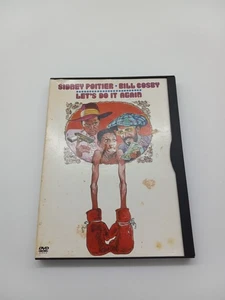 SIDNEY POITIER · BILL COSBY
LET'S DO IT AGAIN
DVD